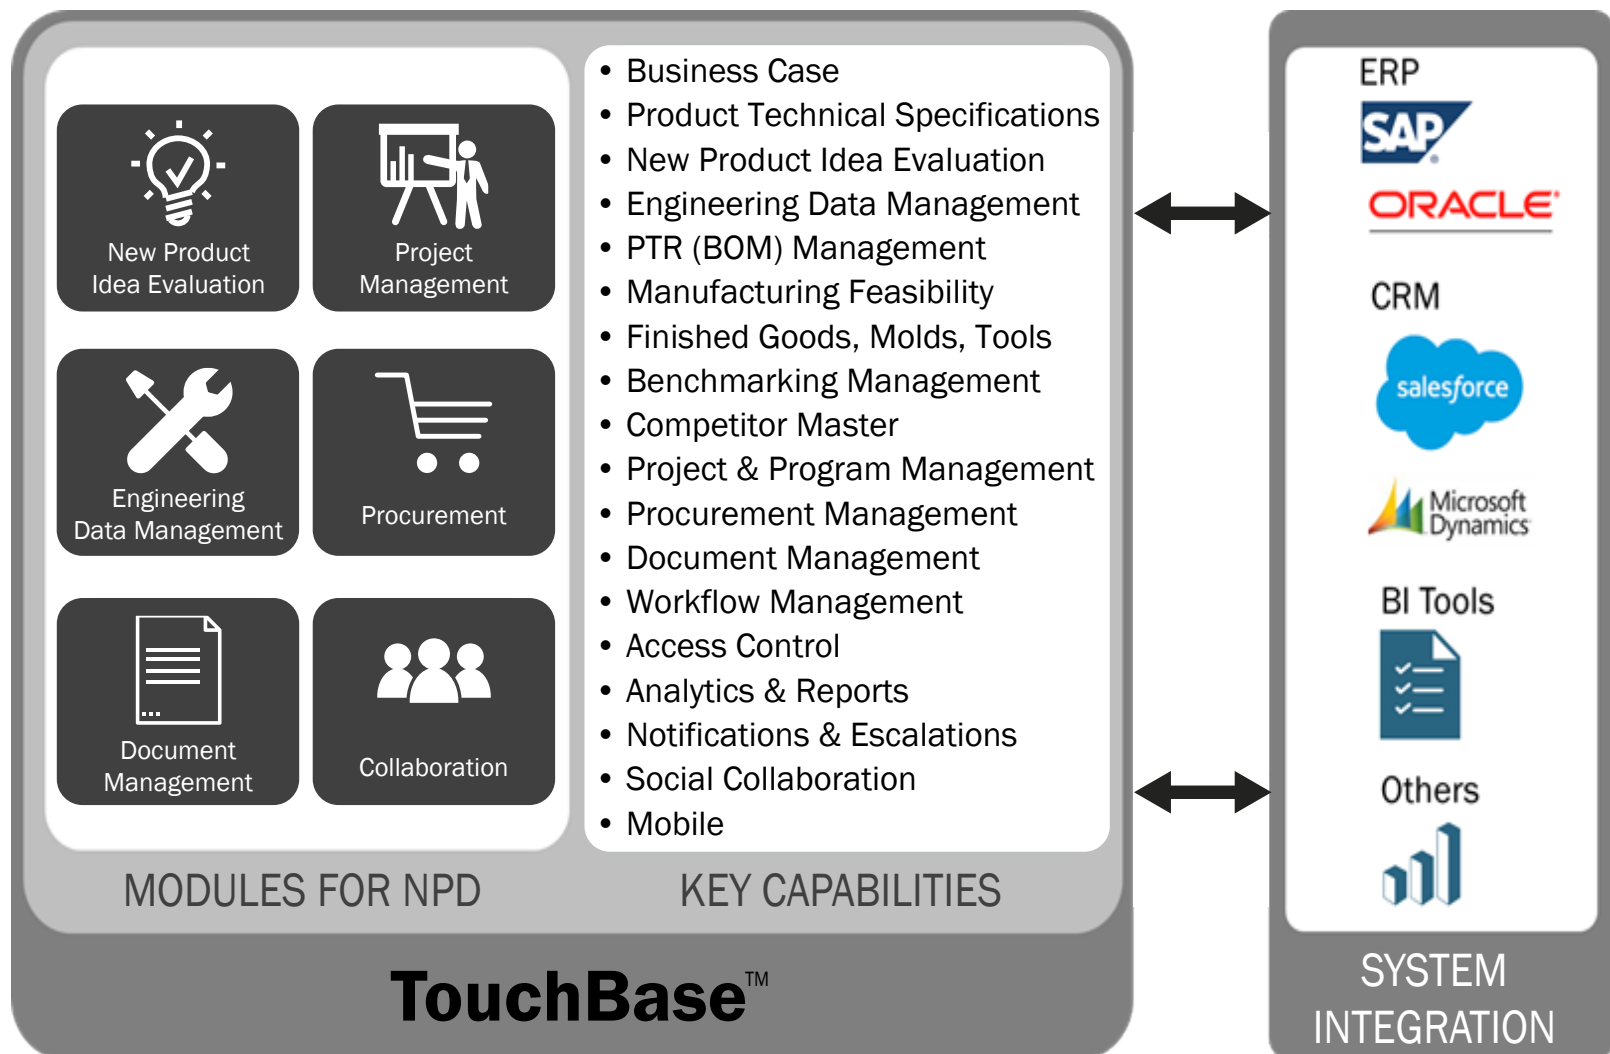 New Product
Idea Evaluation
Project
Management
Engineering
Data Management
Procurement
Document
Management
Collaboration
MODULES FOR NPD
• Business Case
• Product Technical Specifications
• New Product Idea Evaluation
• Engineering Data Management
• PTR (BOM) Management
• Manufacturing Feasibility
• Finished Goods, Molds, Tools
• Benchmarking Management
• Competitor Master
• Project & Program Management
• Procurement Management
• Document Management
• Workflow Management
• Access Control
• Analytics & Reports
• Notifications & Escalations
• Social Collaboration
• Mobile
KEY CAPABILITIES
TouchBase™
ERP
SAP®
ORACLE®
CRM
salesforce
Microsoft
Dynamics
BI Tools
Others
SYSTEM
INTEGRATION